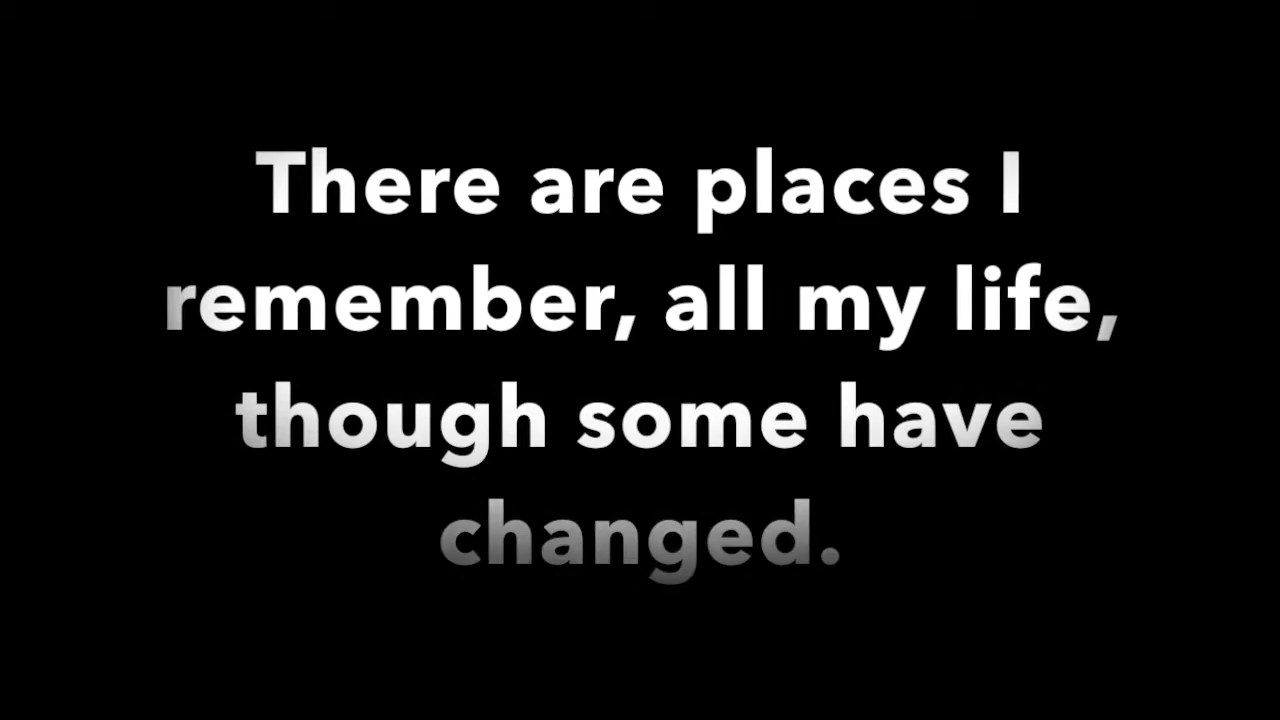 There are places I
remember, all my life,
though some have
changed.